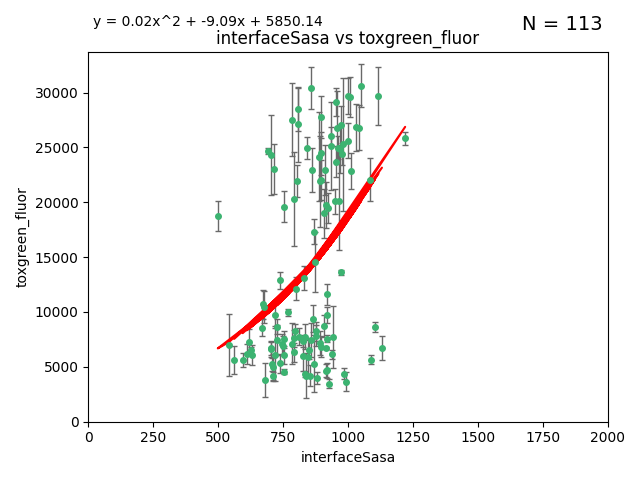 y = 0.02x^2 + -9.09x + 5850.14
N = 113
interfaceSasa vs toxgreen_fluor
toxgreen_fluor
30000
25000
20000
15000
10000
5000
0
0 250 500 750 1000 1250 1500 1750 2000
interfaceSasa